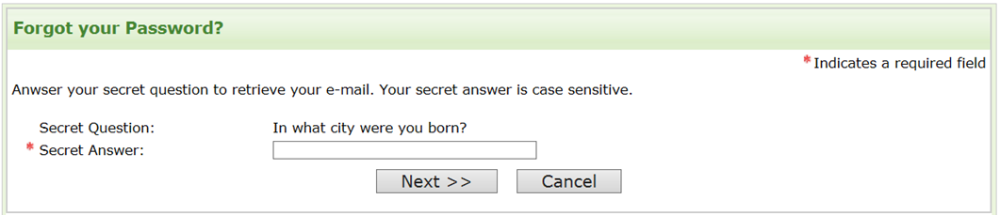 Forgot your Password?
* Indicates a required field
Anwser your secret question to retrieve your e-mail. Your secret answer is case sensitive.
Secret Question: In what city were you born?
* Secret Answer:
Next >> Cancel